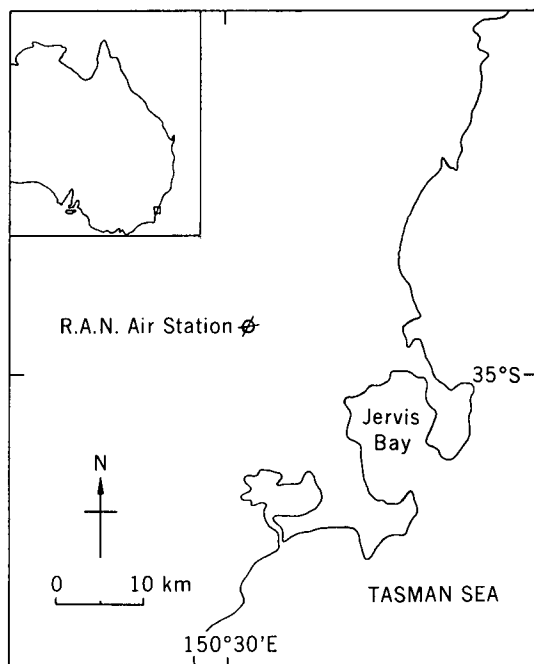 R.A.N. Air Station
35°S
Jervis
Bay
N
0 10 km
TASMAN SEA
150°30'E